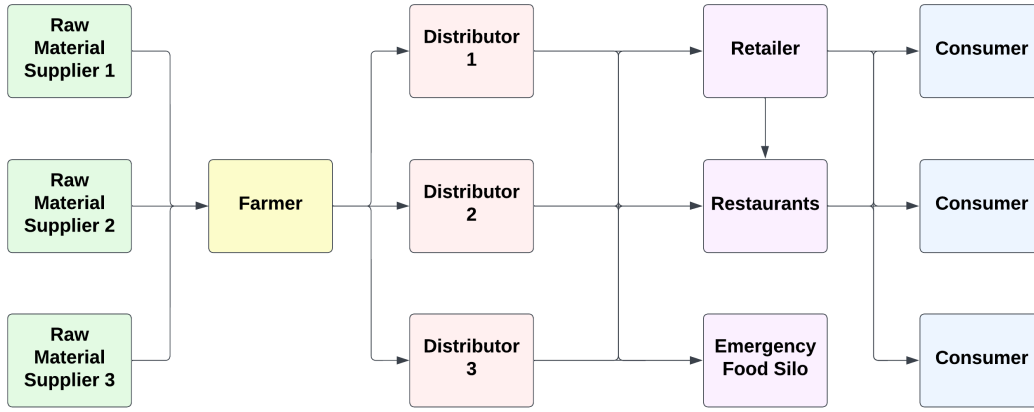 Raw
Material
Supplier 1
Distributor
1
Retailer
Consumer
Raw
Material
Supplier 2
Farmer
Distributor
2
Restaurants
Consumer
Raw
Material
Supplier 3
Distributor
3
Emergency
Food Silo
Consumer